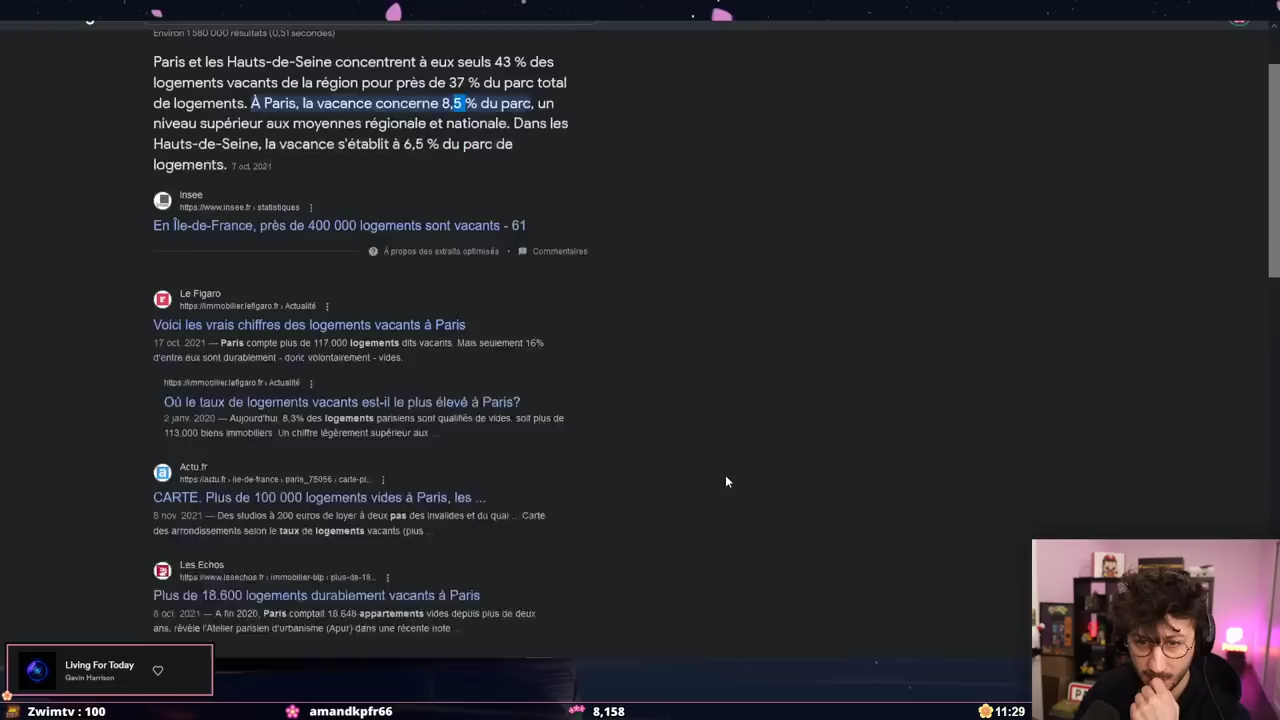 Environ 1 580 000 résultats (0,51 secondes)
Paris et les Hauts-de-Seine concentrent à eux seuls 43 % des
logements vacants de la région pour près de 37 % du parc total
de logements. À Paris, la vacance concerne 8,5 % du parc, un
niveau supérieur aux moyennes régionale et nationale. Dans les
Hauts-de-Seine, la vacance s'établit à 6,5 % du parc de
logements. 7 oct. 2021
Insee
https://www.insee.fr › statistiques
En Île-de-France, près de 400 000 logements sont vacants - 61
À propos des extraits optimisés • Commentaires
Le Figaro
https://immobilier.lefigaro.fr › Actualité
Voici les vrais chiffres des logements vacants à Paris
17 oct. 2021 — Paris compte plus de 117.000 logements dits vacants. Mais seulement 16%
d'entre eux sont durablement - donc volontairement - vides.
https://immobilier.lefigaro.fr › Actualité
Où le taux de logements vacants est-il le plus élevé à Paris?
2 janv. 2020 — Aujourd'hui, 8,3% des logements parisiens sont qualifiés de vides, soit plus de
113.000 biens immobiliers. Un chiffre légèrement supérieur aux ...
Actu.fr
https://actu.fr › ile-de-france › paris_75056 › carte-pl...
CARTE. Plus de 100 000 logements vides à Paris, les ...
8 nov. 2021 — Des studios à 200 euros de loyer à deux pas des invalides et du quai ... Carte
des arrondissements selon le taux de logements vacants (plus ...
Les Echos
https://www.lesechos.fr › immobilier-btp › plus-de-18...
Plus de 18.600 logements durablement vacants à Paris
8 oct. 2021 — A fin 2020, Paris comptait 18.648 appartements vides depuis plus de deux
ans, révèle l'Atelier parisien d'urbanisme (Apur) dans une récente note ...
Living For Today
Gavin Harrison
Zwimtv : 100
amandkpfr66
8,158
11:29